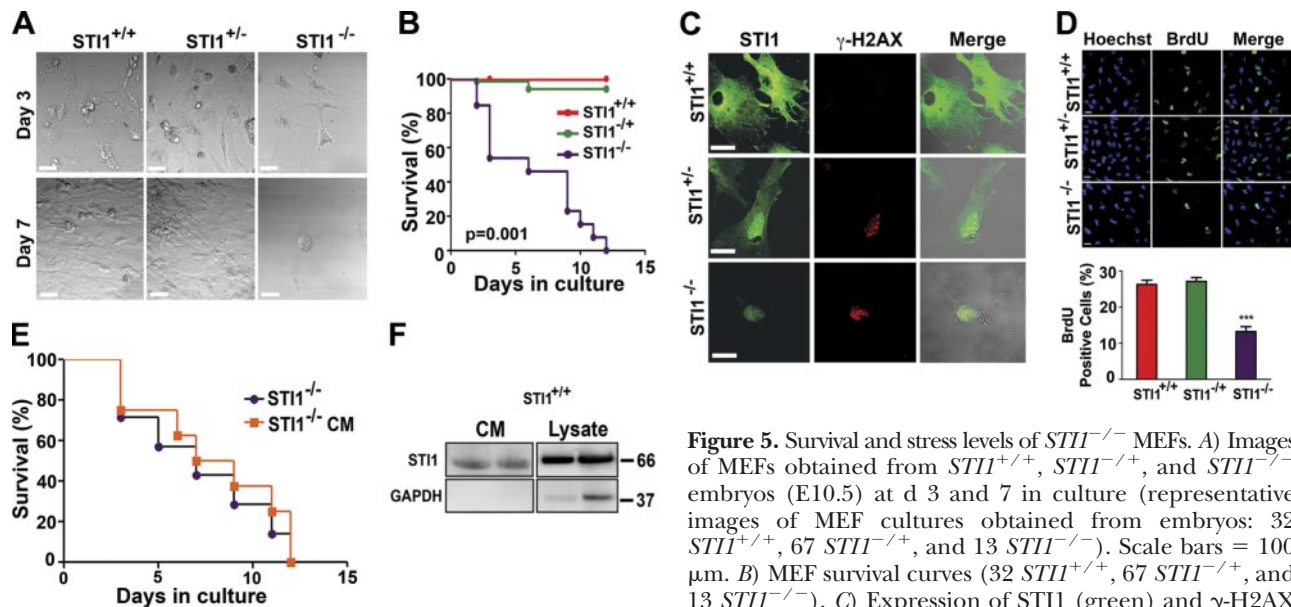 A
STI1+/+ STI1+/- STI1-/-
Day 3
Day 7
B
Survival (%)
100
80
60
40
20
0
STI1+/+
STI1-/+
STI1-/-
p=0.001
0 5 10 15
Days in culture
C
STI1 γ-H2AX Merge
STI1+/+
STI1+/-
STI1-/-
D
Hoechst BrdU Merge
STI1+/+
STI1+/-
STI1-/-
BrdU
Positive Cells (%)
30
20
10
0
***
STI1+/+ STI1-/+ STI1-/-
E
Survival (%)
100
80
60
40
20
0
STI1-/-
STI1-/- CM
0 5 10 15
Days in culture
F
STI1+/+
CM Lysate
STI1 66
GAPDH 37
Figure 5. Survival and stress levels of STI1−/− MEFs. A) Images
of MEFs obtained from STI1+/+, STI1−/+, and STI1−/−
embryos (E10.5) at d 3 and 7 in culture (representative
images of MEF cultures obtained from embryos: 32
STI1+/+, 67 STI1−/+, and 13 STI1−/−). Scale bars = 100
μm. B) MEF survival curves (32 STI1+/+, 67 STI1−/+, and
13 STI1−/−). C) Expression of STI1 (green) and γ-H2AX